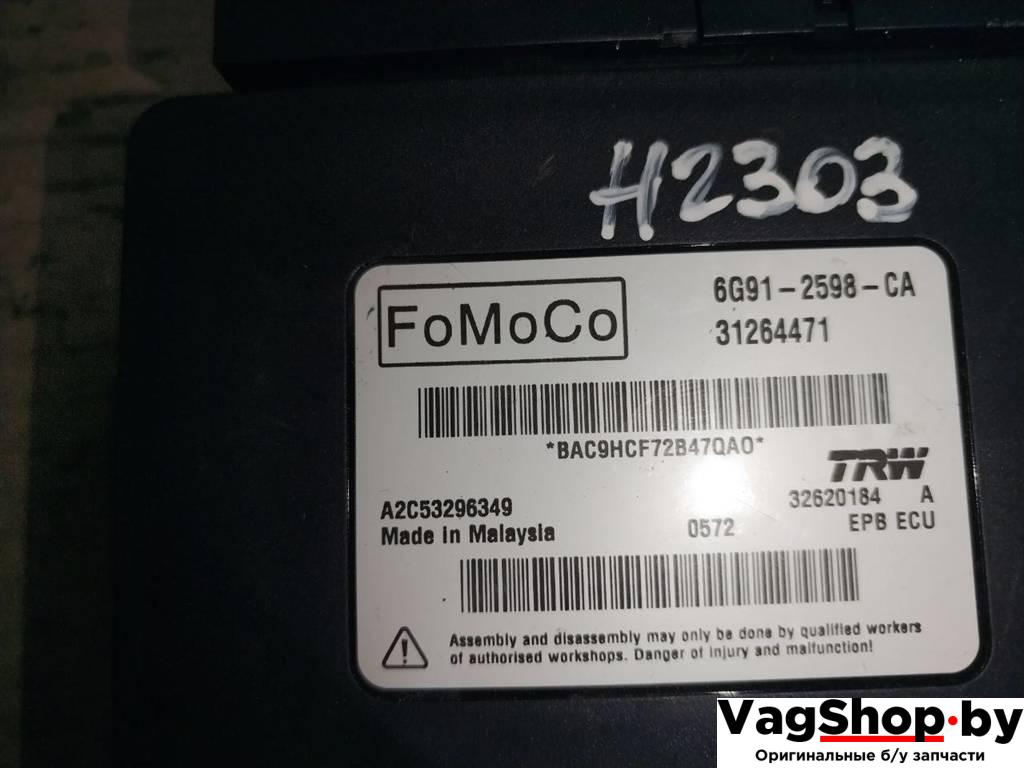 H2303
FoMoCo
6G91-2598-CA
31264471
*BAC9HCF72B47QA0*
TRW
A2C53296349
32620184 A
Made in Malaysia
0572
EPB ECU
Assembly and disassembly may only be done by qualified workers
of authorised workshops. Danger of injury and malfunction!
VagShop.by
Оригинальные б/у запчасти